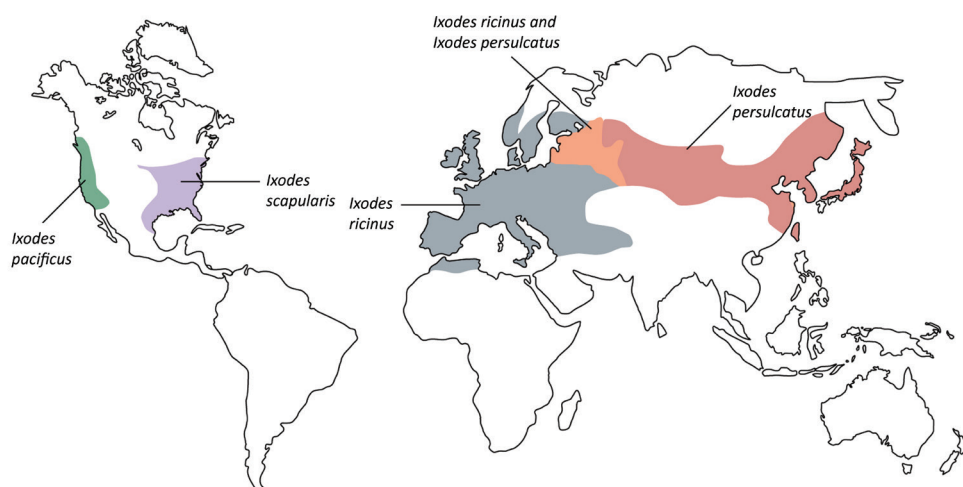 Ixodes ricinus and
Ixodes persulcatus
Ixodes
persulcatus
Ixodes
scapularis
Ixodes
ricinus
Ixodes
pacificus